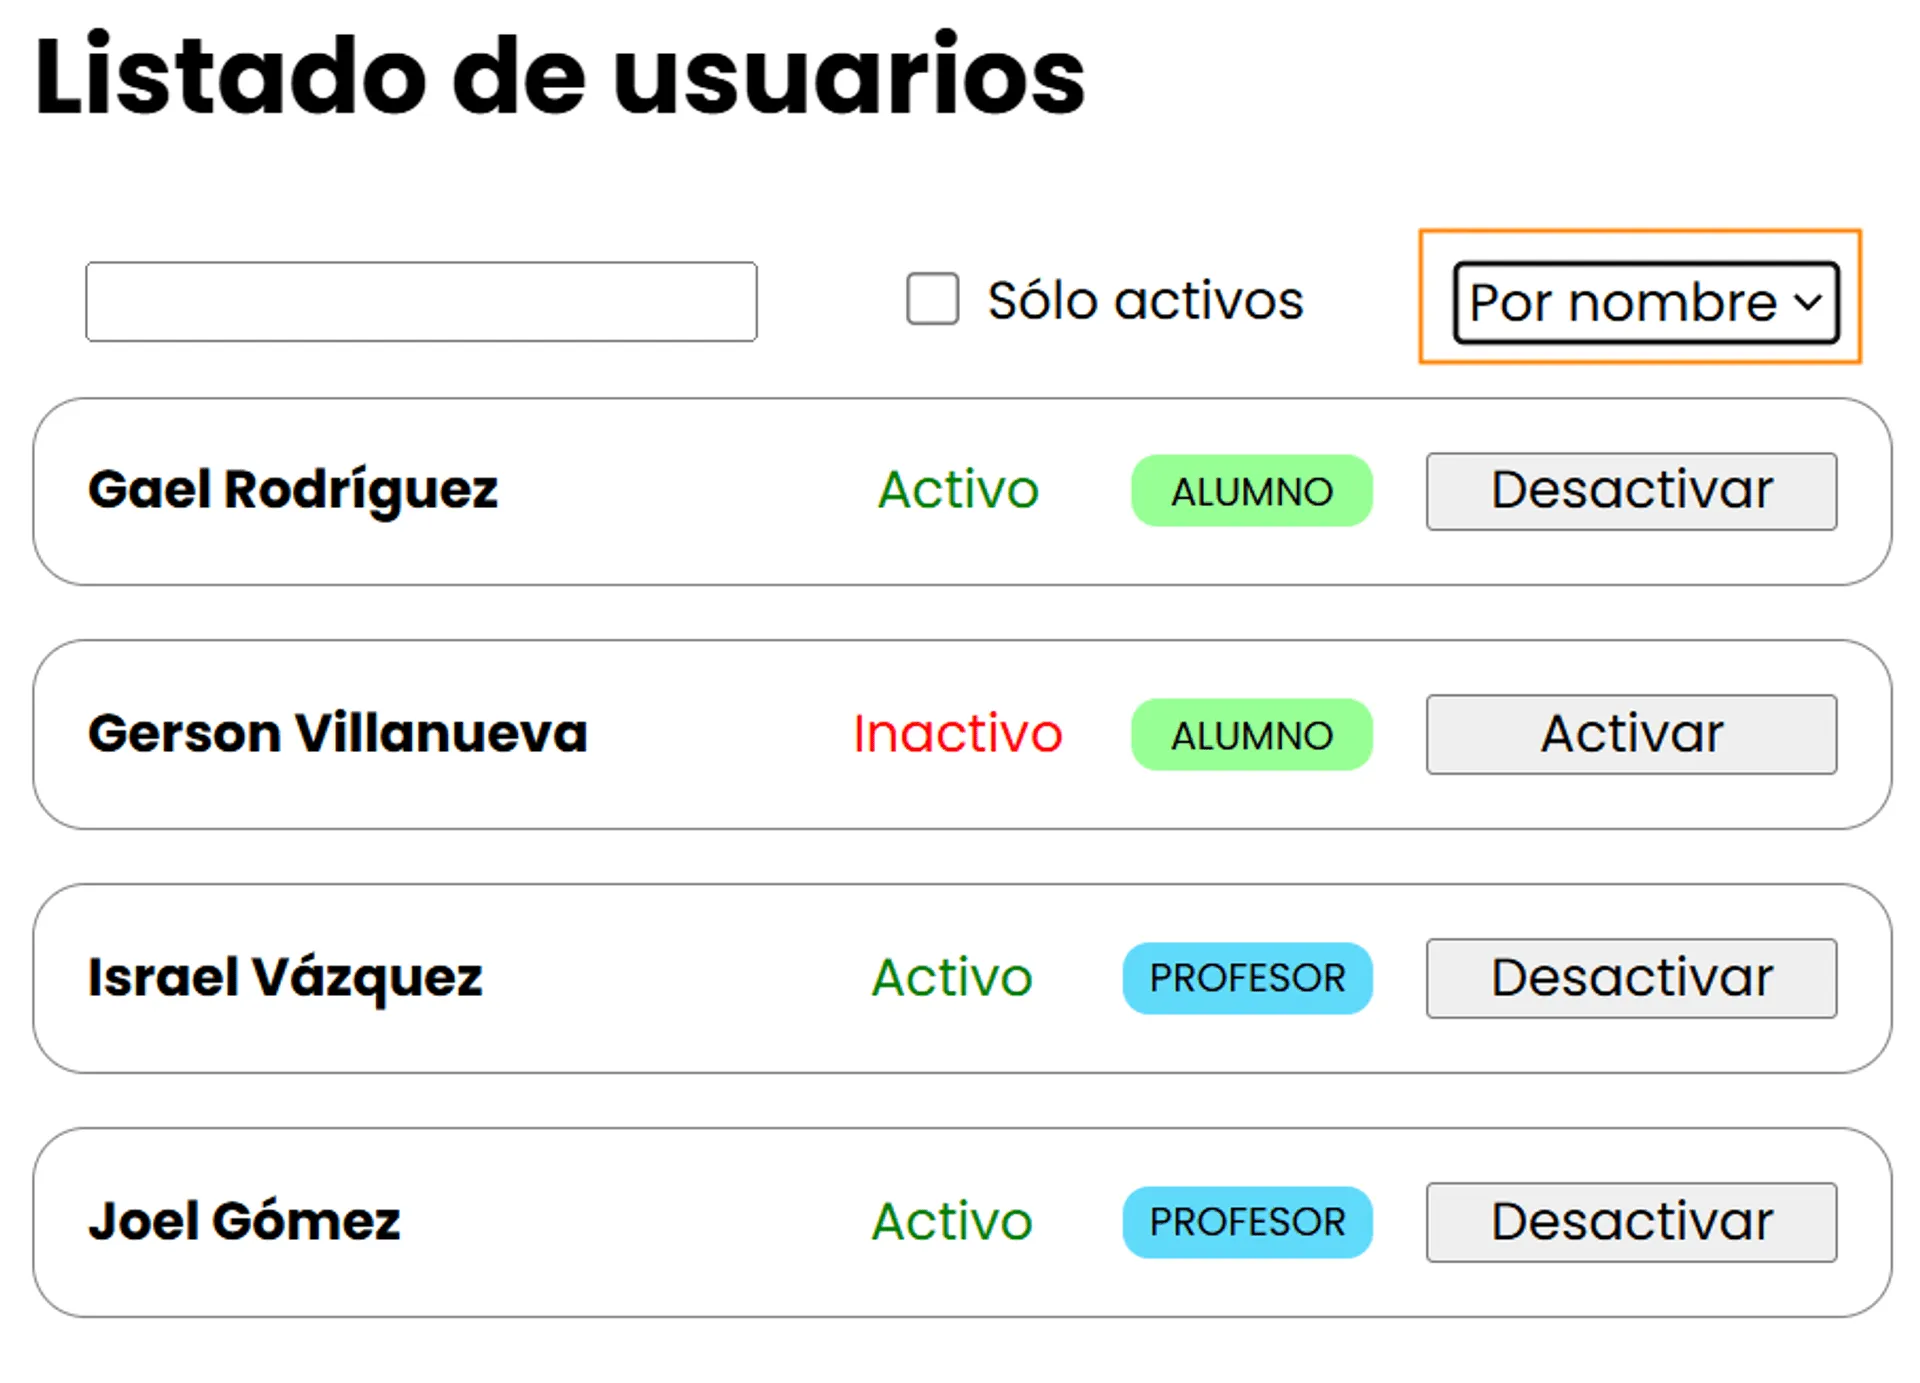 Listado de usuarios
Sólo activos Por nombre
Gael Rodríguez Activo ALUMNO Desactivar
Gerson Villanueva Inactivo ALUMNO Activar
Israel Vázquez Activo PROFESOR Desactivar
Joel Gómez Activo PROFESOR Desactivar